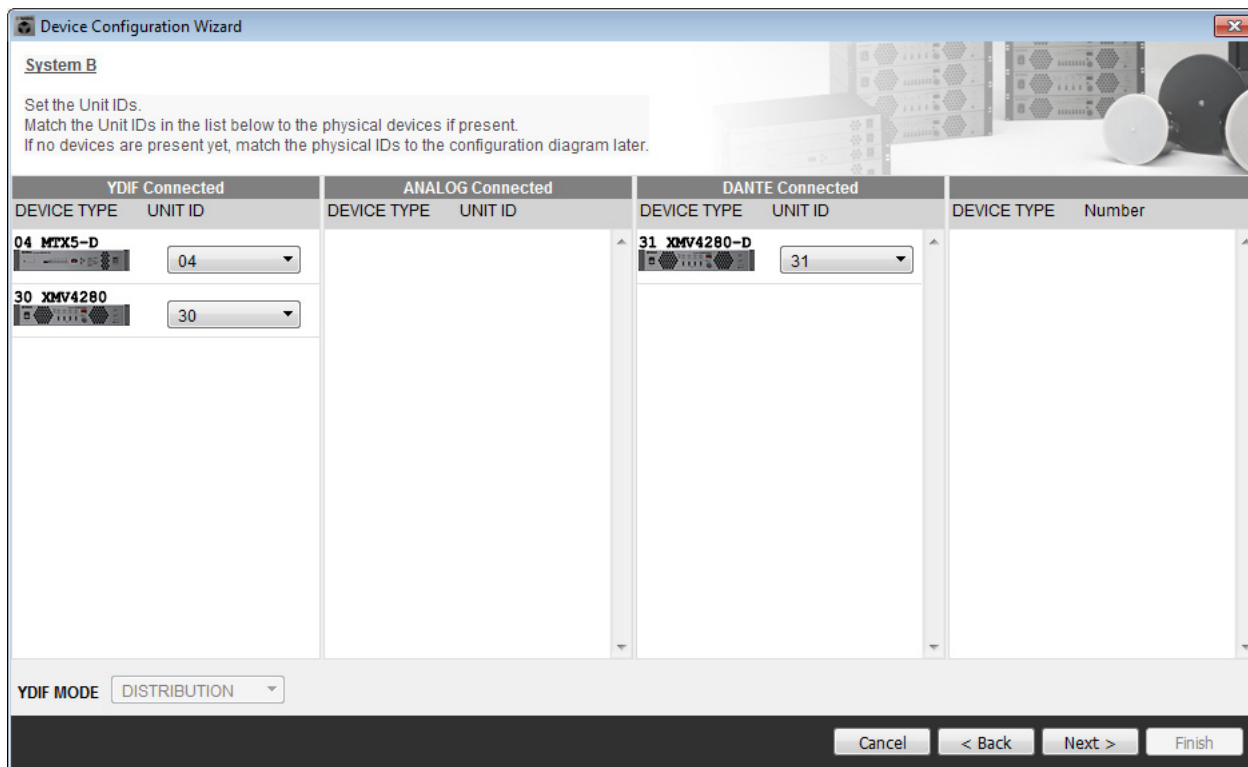 Device Configuration Wizard
System B
Set the Unit IDs.
Match the Unit IDs in the list below to the physical devices if present.
If no devices are present yet, match the physical IDs to the configuration diagram later.
YDIF Connected
DEVICE TYPE UNIT ID
04 MTX5-D
04
30 XMV4280
30
ANALOG Connected
DEVICE TYPE UNIT ID
DANTE Connected
DEVICE TYPE UNIT ID
31 XMV4280-D
31
DEVICE TYPE Number
YDIF MODE DISTRIBUTION
Cancel < Back Next > Finish